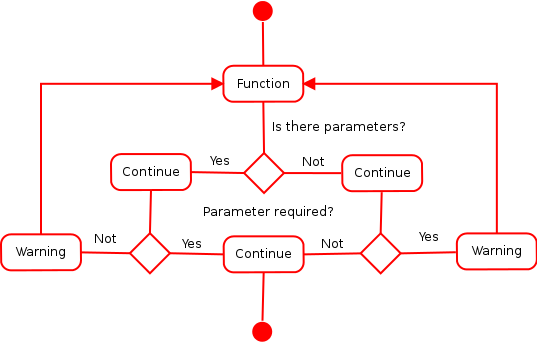 Function
Is there parameters?
Yes
Not
Continue
Continue
Parameter required?
Not
Yes
Not
Yes
Warning
Continue
Warning